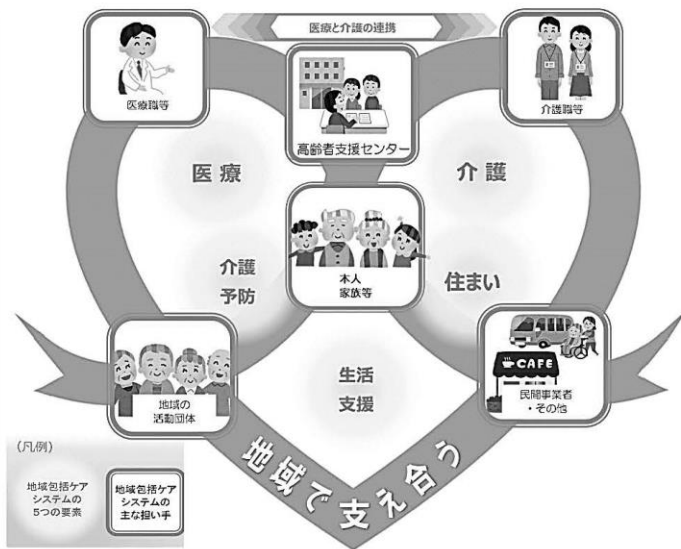 医療と介護の連携
医療職等
高齢者支援センター
介護職等
医療
介護
介護
予防
本人
家族等
住まい
地域の
活動団体
生活
支援
CAFE
民間事業者
・その他
地域で支え合う
(凡例)
地域包括ケア
システムの
5つの要素
地域包括ケア
システムの
主な担い手